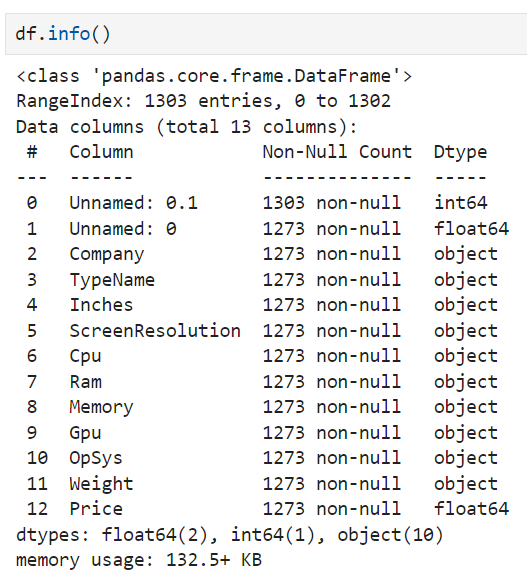 df.info()
<class 'pandas.core.frame.DataFrame'>
RangeIndex: 1303 entries, 0 to 1302
Data columns (total 13 columns):
 #   Column            Non-Null Count  Dtype
---  ------            --------------  -----
 0   Unnamed: 0.1      1303 non-null   int64
 1   Unnamed: 0        1273 non-null   float64
 2   Company           1273 non-null   object
 3   TypeName          1273 non-null   object
 4   Inches            1273 non-null   object
 5   ScreenResolution  1273 non-null   object
 6   Cpu               1273 non-null   object
 7   Ram               1273 non-null   object
 8   Memory            1273 non-null   object
 9   Gpu               1273 non-null   object
 10  OpSys             1273 non-null   object
 11  Weight            1273 non-null   object
 12  Price             1273 non-null   float64
dtypes: float64(2), int64(1), object(10)
memory usage: 132.5+ KB